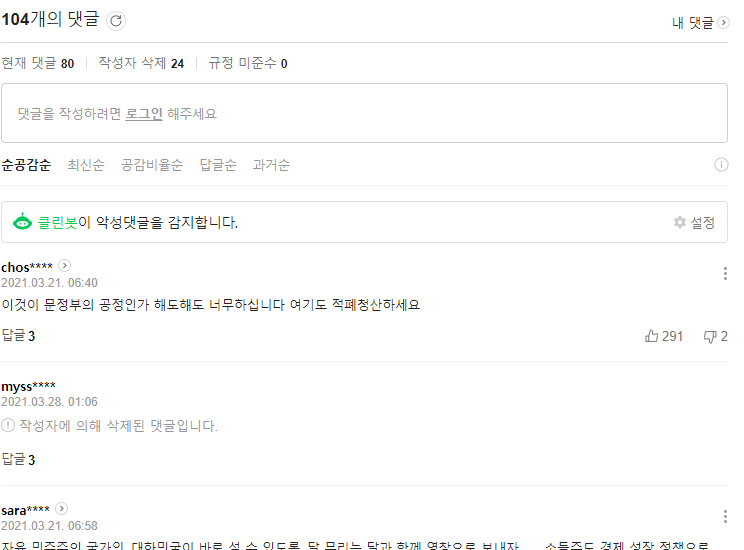 104개의 댓글
내 댓글
현재 댓글 80 작성자 삭제 24 규정 미준수 0
댓글을 작성하려면 로그인 해주세요
순공감순 최신순 공감비율순 답글순 과거순
클린봇이 악성댓글을 감지합니다. 설정
chos****
2021.03.21. 06:40
이것이 문정부의 공정인가 해도해도 너무하십니다 여기도 적폐청산하세요
답글 3 291 2
myss****
2021.03.28. 01:06
작성자에 의해 삭제된 댓글입니다.
답글 3
sara****
2021.03.21. 06:58
자유 민주주의 국가인 대한민국이 바로 설 수 있도록 달 무리는 달과 함께 영창으로 보내자 소득주도 경제 성장 정책으로